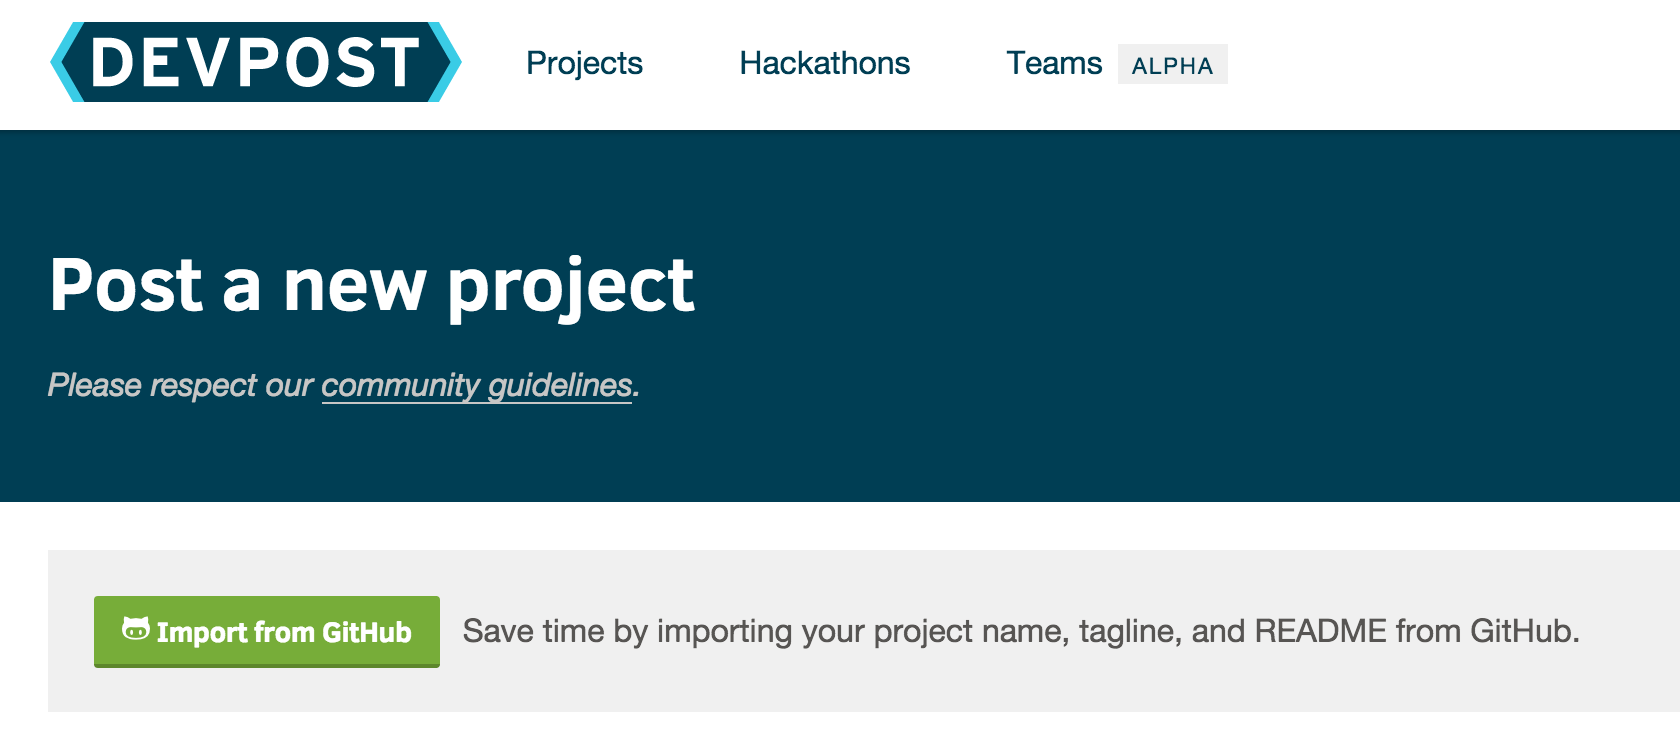 DEVPOST Projects Hackathons Teams ALPHA
Post a new project
Please respect our community guidelines.
Import from GitHub Save time by importing your project name, tagline, and README from GitHub.